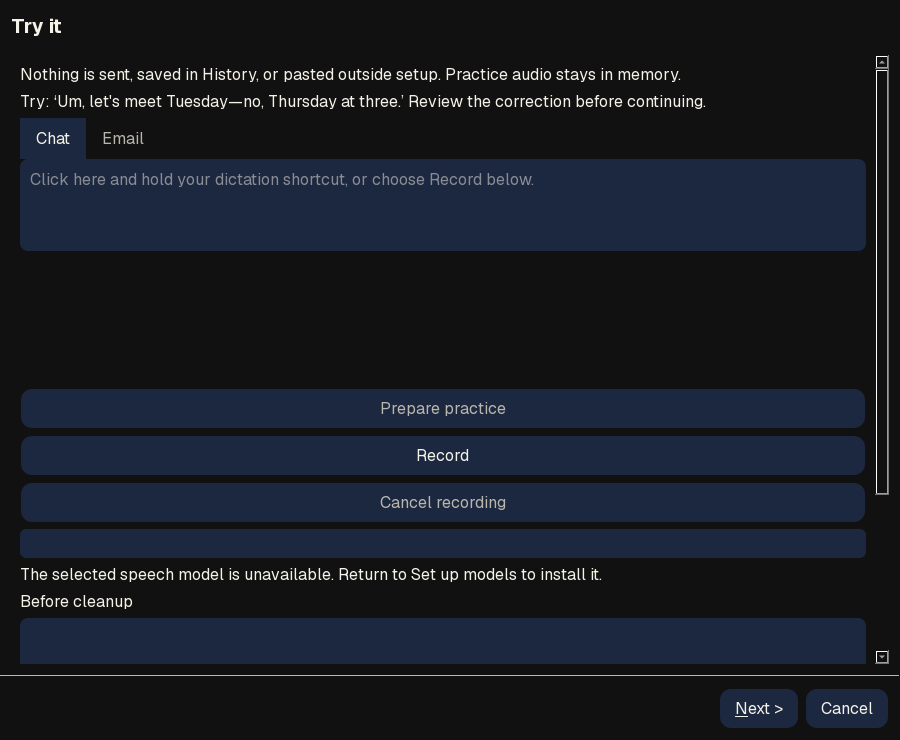 Try it
Nothing is sent, saved in History, or pasted outside setup. Practice audio stays in memory.
Try: ‘Um, let's meet Tuesday—no, Thursday at three.’ Review the correction before continuing.
Chat
Email
Click here and hold your dictation shortcut, or choose Record below.
Prepare practice
Record
Cancel recording
The selected speech model is unavailable. Return to Set up models to install it.
Before cleanup
Next >
Cancel